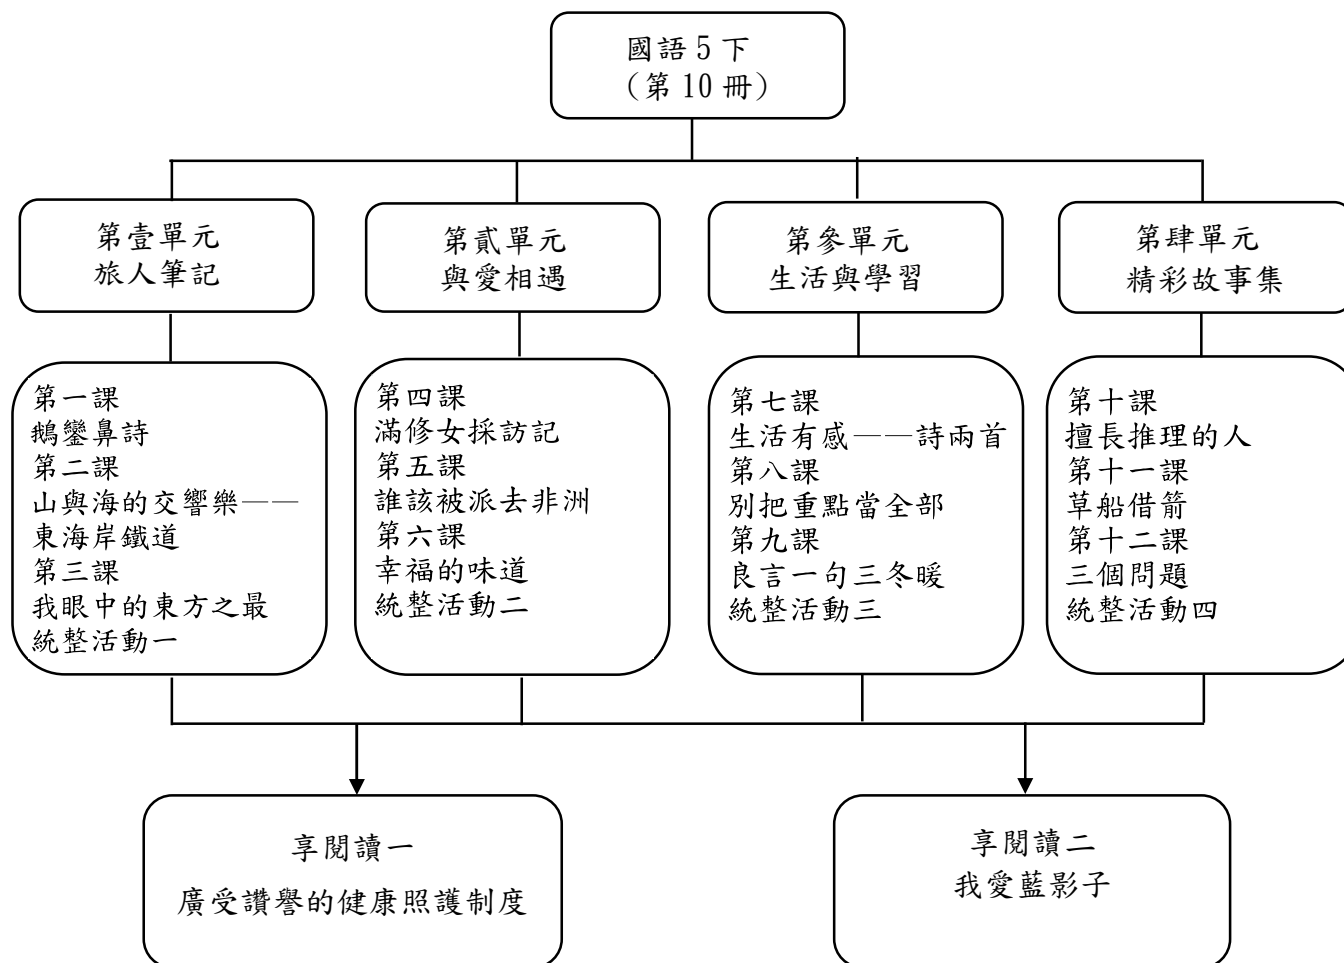 國語 5 下
（第 10 冊）
第壹單元
旅人筆記
第貳單元
與愛相遇
第參單元
生活與學習
第肆單元
精彩故事集
第一課
鵝鑾鼻詩
第二課
山與海的交響樂——
東海岸鐵道
第三課
我眼中的東方之最
統整活動一
第四課
滿修女採訪記
第五課
誰該被派去非洲
第六課
幸福的味道
統整活動二
第七課
生活有感——詩兩首
第八課
別把重點當全部
第九課
良言一句三冬暖
統整活動三
第十課
擅長推理的人
第十一課
草船借箭
第十二課
三個問題
統整活動四
享閱讀一
廣受讚譽的健康照護制度
享閱讀二
我愛藍影子